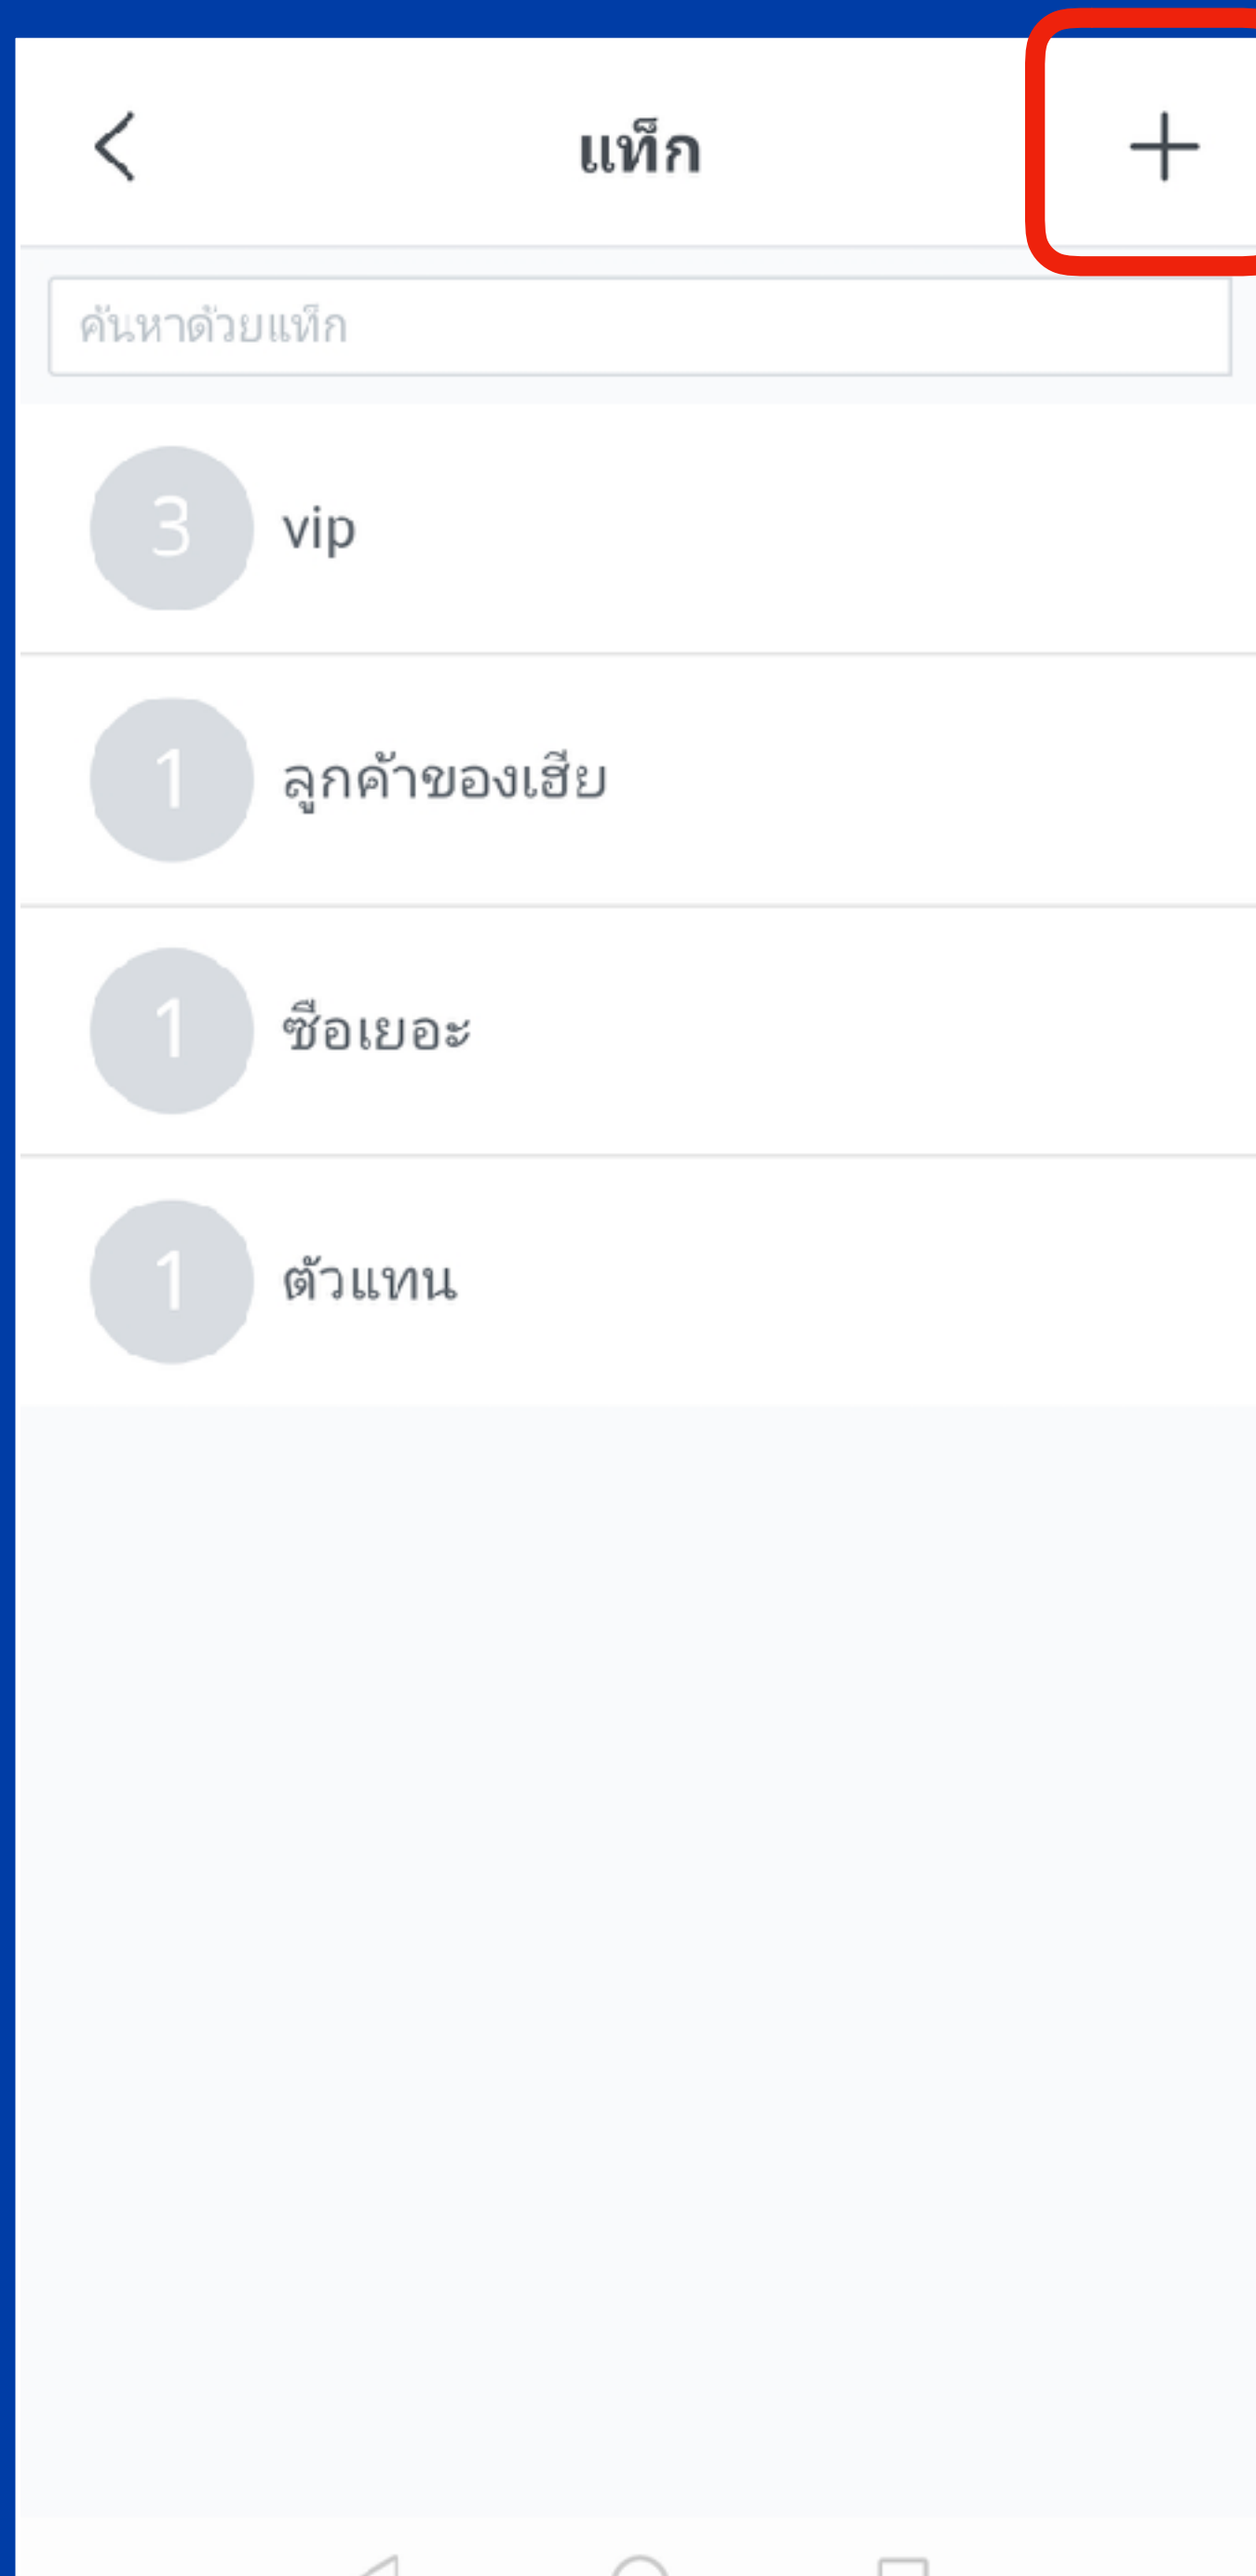 แท็ก
ค้นหาด้วยแท็ก
3 vip
1 ลูกค้าของเฮีย
1 ซื้อเยอะ
1 ตัวแทน